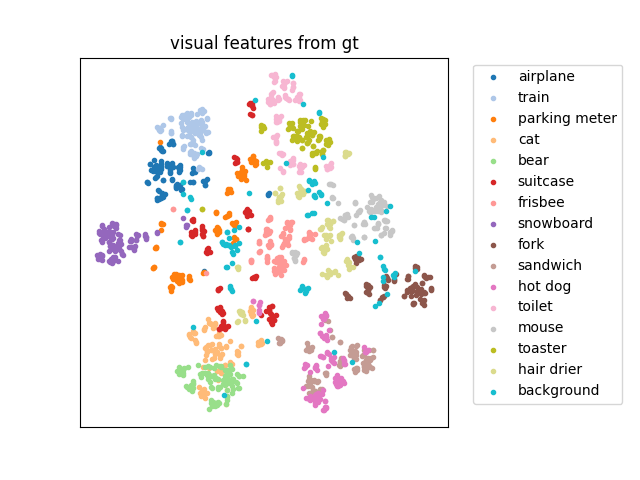 visual features from gt
airplane
train
parking meter
cat
bear
suitcase
frisbee
snowboard
fork
sandwich
hot dog
toilet
mouse
toaster
hair drier
background